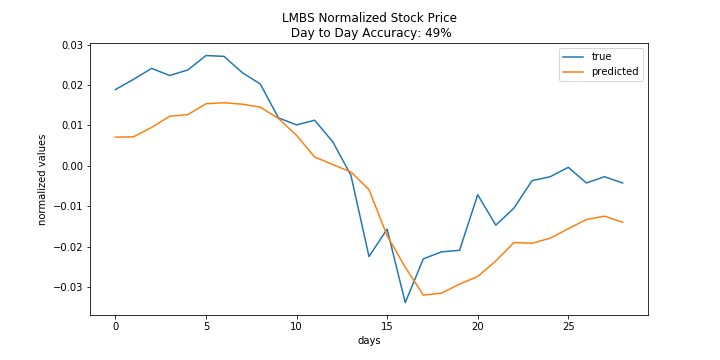 LMBS Normalized Stock Price
Day to Day Accuracy: 49%
true
predicted
normalized values
0.03
0.02
0.01
0.00
−0.01
−0.02
−0.03
0 5 10 15 20 25
days